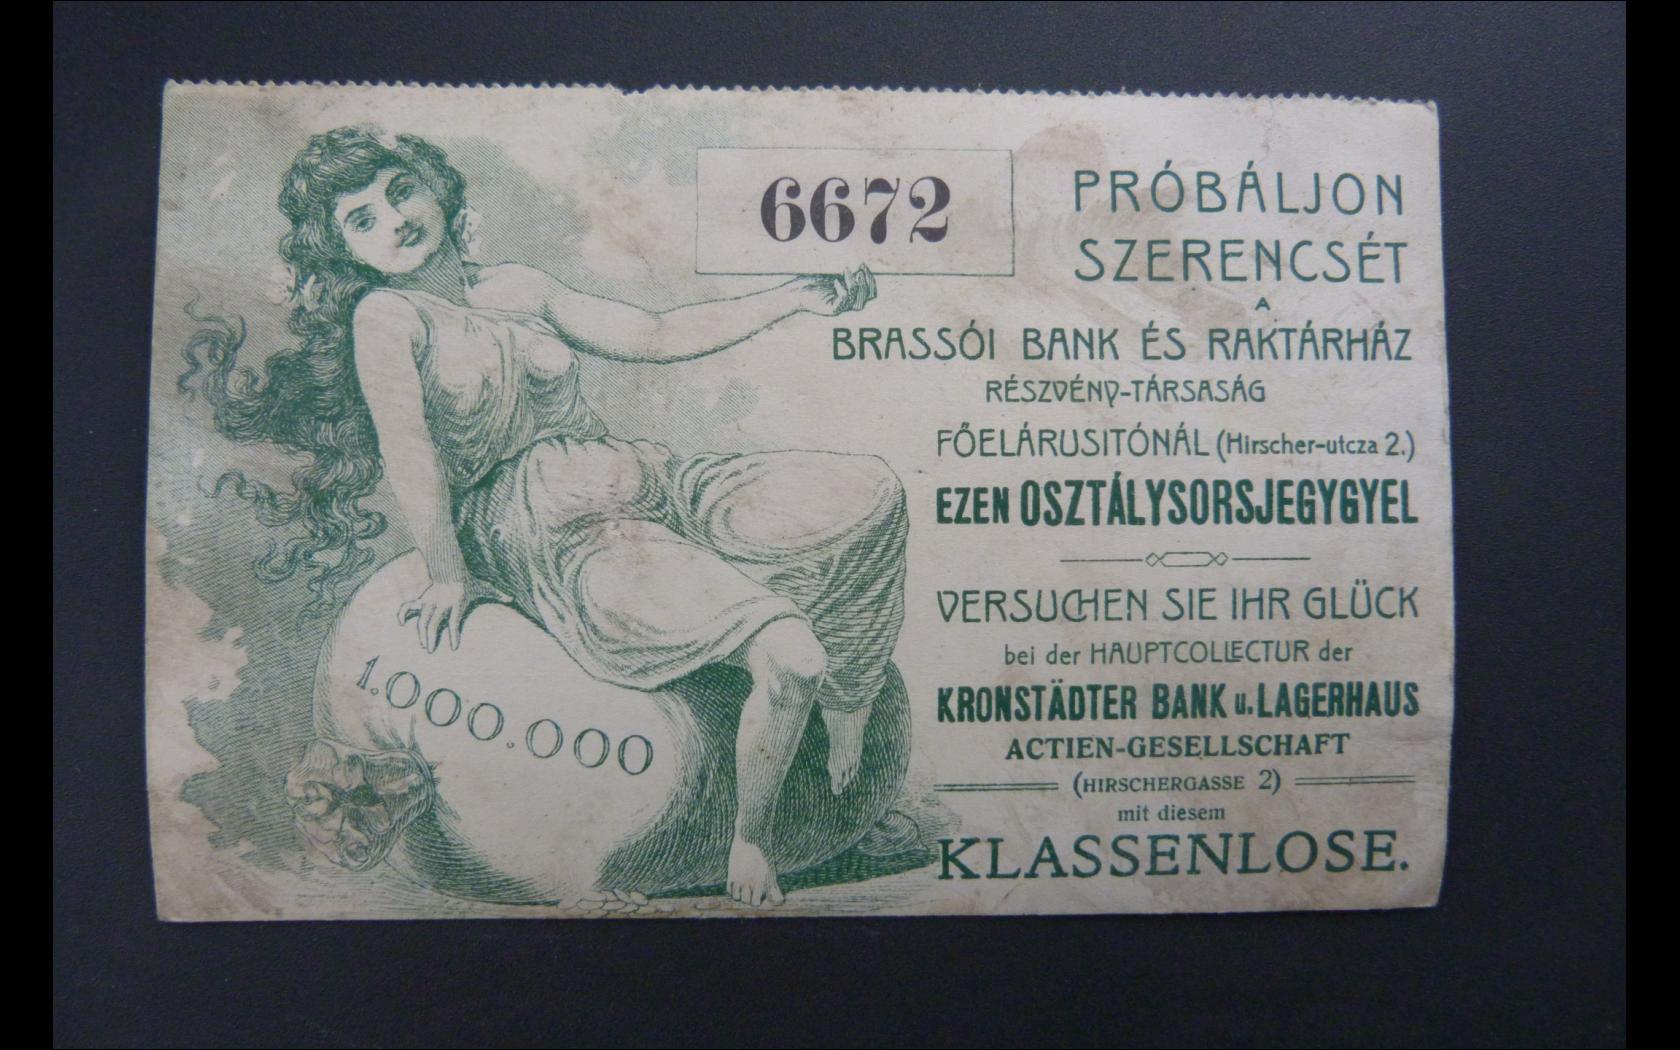 6672
PRÓBÁLJON
SZERENCSÉT
A
BRASSÓI BANK ÉS RAKTÁRHÁZ
RÉSZVÉNY-TÁRSASÁG
FŐELÁRUSITÓNÁL (Hirscher-utcza 2.)
EZEN OSZTÁLYSORSJEGYGYEL
VERSUCHEN SIE IHR GLÜCK
bei der HAUPTCOLLECTUR der
KRONSTÄDTER BANK u. LAGERHAUS
ACTIEN-GESELLSCHAFT
(HIRSCHERGASSE 2)
mit diesem
KLASSENLOSE.
1.000.000